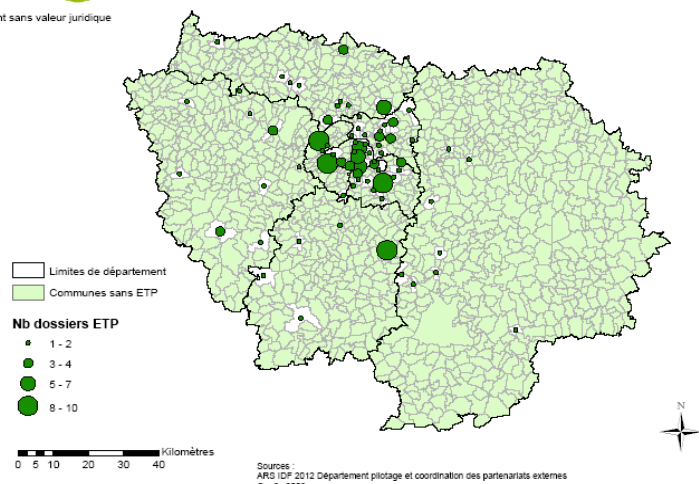 nt sans valeur juridique
Limites de département
Communes sans ETP
Nb dossiers ETP
1 - 2
3 - 4
5 - 7
8 - 10
Kilomètres
0 5 10 20 30 40
N
Sources :
ARS IDF 2012 Département pilotage et coordination des partenariats externes